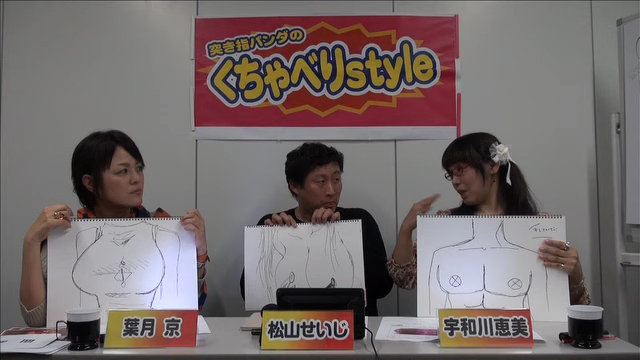 突き指パンダの
くちゃべりstyle
葉月 京
松山せいじ
宇和川恵美